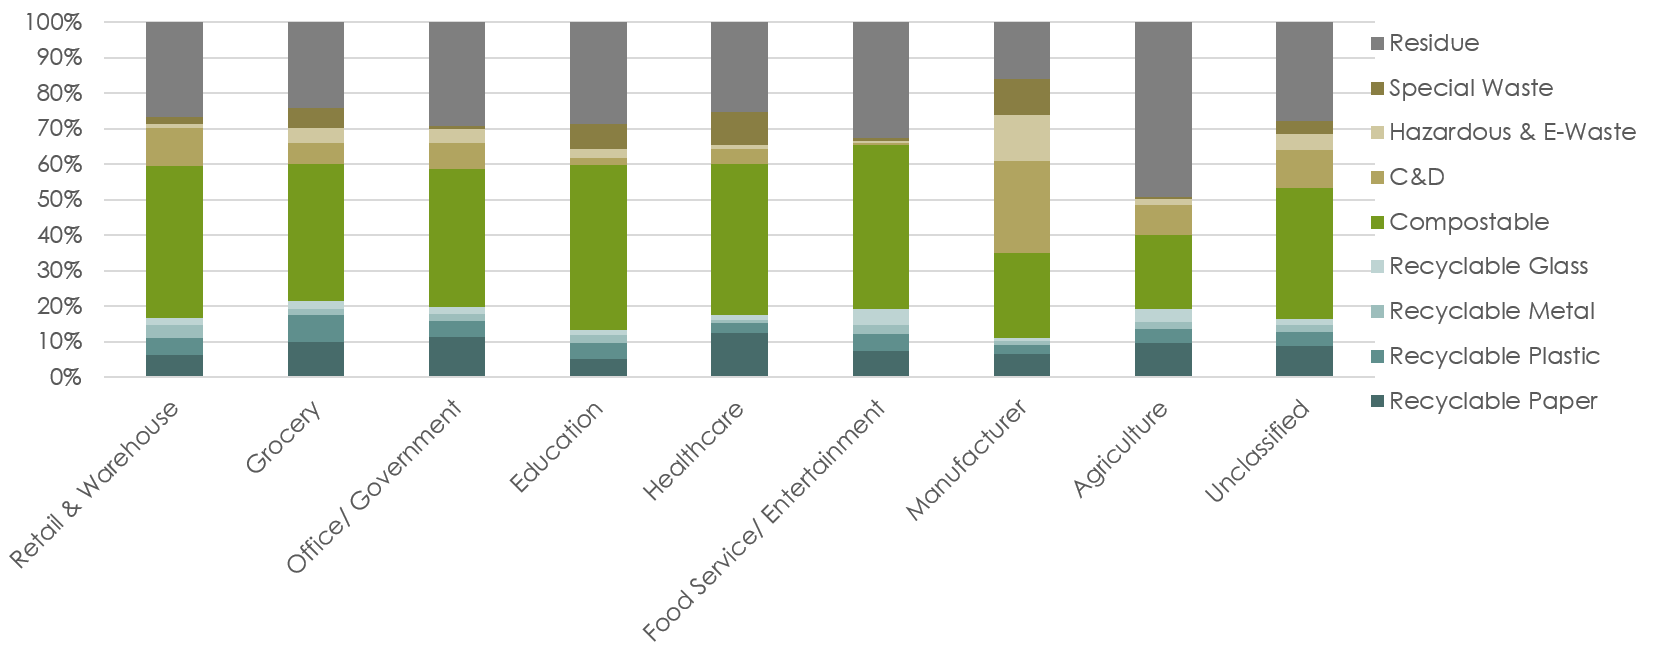 100%
90%
80%
70%
60%
50%
40%
30%
20%
10%
0%
Retail & Warehouse
Grocery
Office/ Government
Education
Healthcare
Food Service/ Entertainment
Manufacturer
Agriculture
Unclassified
Residue
Special Waste
Hazardous & E-Waste
C&D
Compostable
Recyclable Glass
Recyclable Metal
Recyclable Plastic
Recyclable Paper